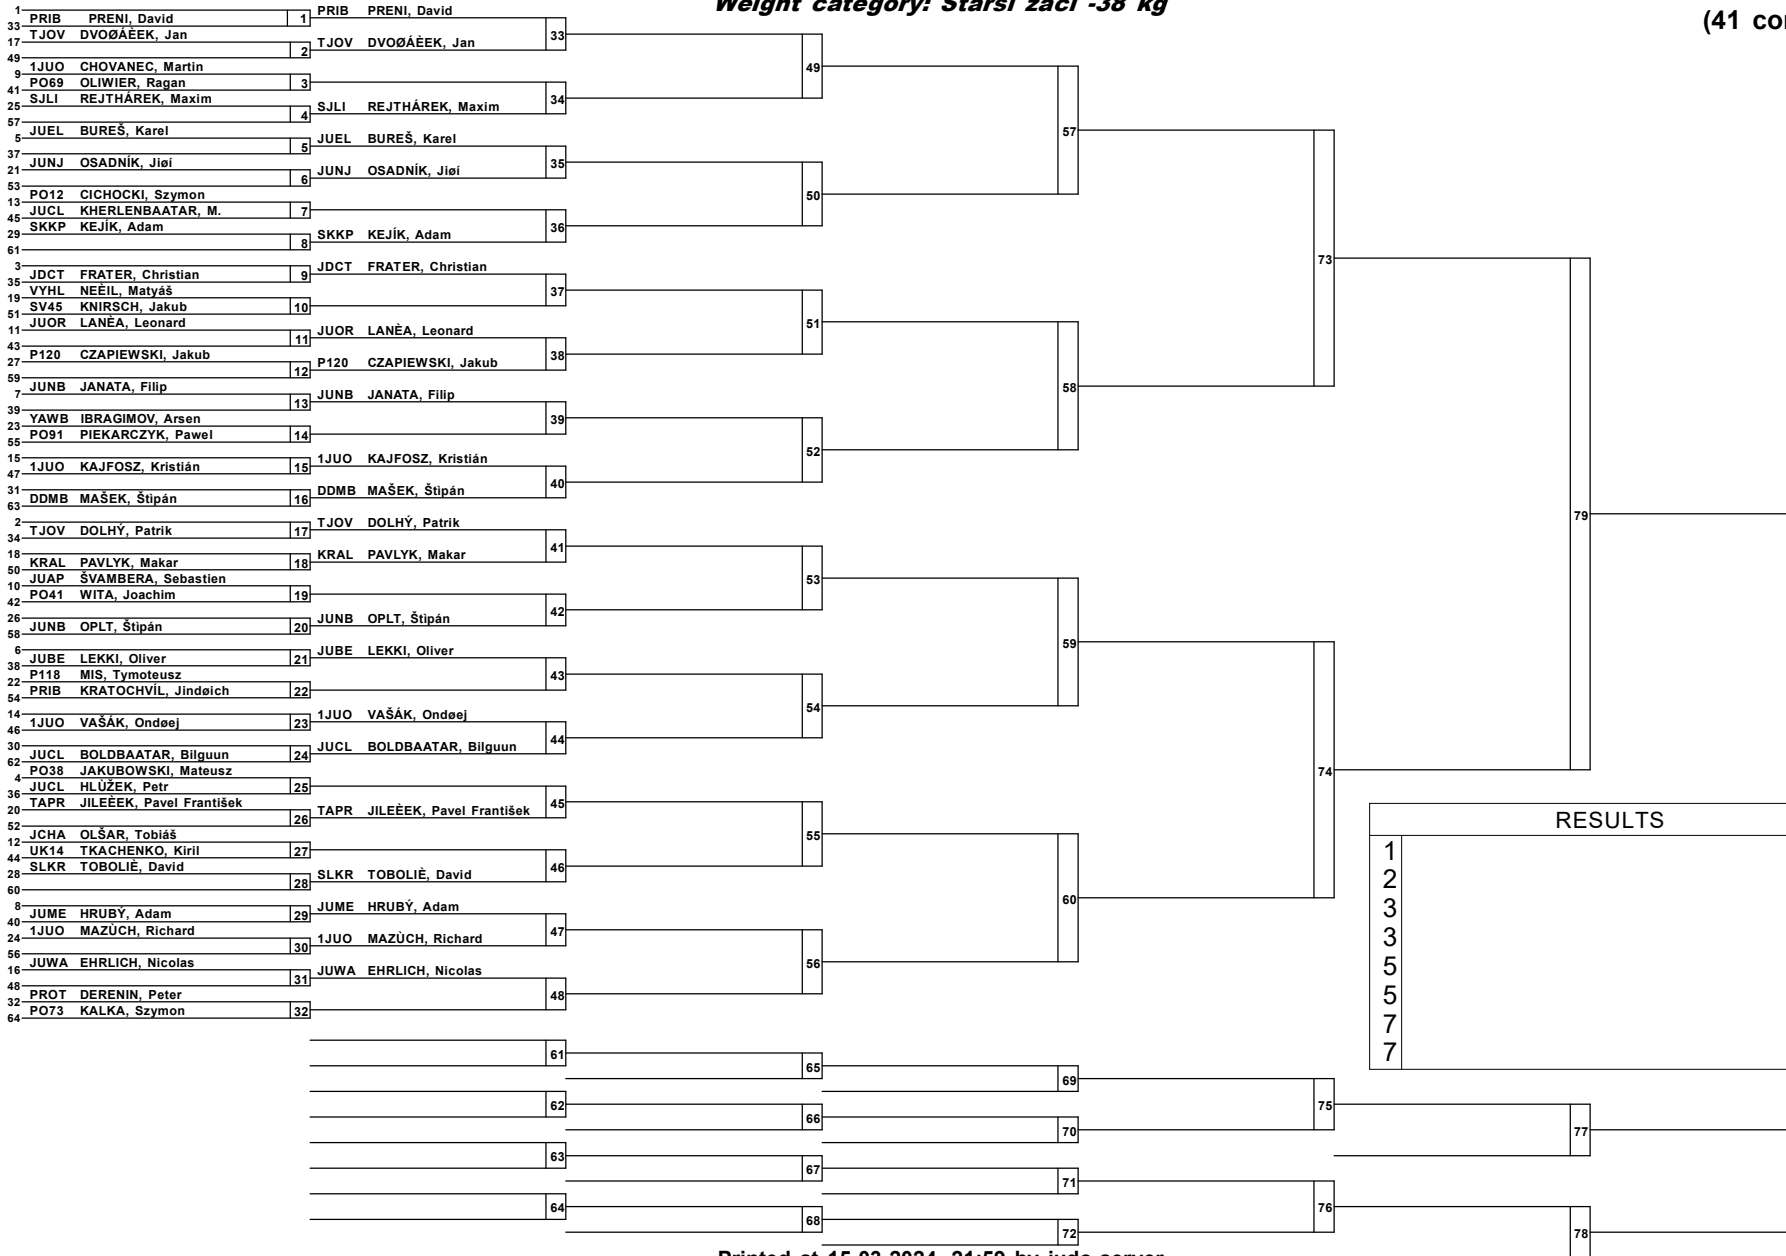 Weight category: Starší žáci -38 kg
(41 co
1
PRIB PRENI, David 1 PRIB PRENI, David
33
TJOV DVOØÁÈEK, Jan 33
17
2 TJOV DVOØÁÈEK, Jan
49
1JUO CHOVANEC, Martin 49
9
PO69 OLIWIER, Ragan 3
41
SJLI REJTHÁREK, Maxim 34
25
4 SJLI REJTHÁREK, Maxim
57
JUEL BUREŠ, Karel 57
5
5 JUEL BUREŠ, Karel
37
JUNJ OSADNÍK, Jiøí 35
21
6 JUNJ OSADNÍK, Jiøí
53
PO12 CICHOCKI, Szymon 50
13
JUCL KHERLENBAATAR, M. 7
45
SKKP KEJÍK, Adam 36
29
8 SKKP KEJÍK, Adam
61
73
3
JDCT FRATER, Christian 9 JDCT FRATER, Christian
35
VYHL NEÈIL, Matyáš 37
19
SV45 KNIRSCH, Jakub 10
51
JUOR LANÈA, Leonard 51
11
11 JUOR LANÈA, Leonard
43
P120 CZAPIEWSKI, Jakub 38
27
12 P120 CZAPIEWSKI, Jakub
59
JUNB JANATA, Filip 58
7
13 JUNB JANATA, Filip
39
YAWB IBRAGIMOV, Arsen 39
23
PO91 PIEKARCZYK, Pawel 14
55
52
15
1JUO KAJFOSZ, Kristián 15 1JUO KAJFOSZ, Kristián
47
40
31
DDMB MAŠEK, Štìpán 16 DDMB MAŠEK, Štìpán
63
79
2
TJOV DOLHÝ, Patrik 17 TJOV DOLHÝ, Patrik
34
41
18
KRAL PAVLYK, Makar 18 KRAL PAVLYK, Makar
50
JUAP ŠVAMBERA, Sebastien 53
10
PO41 WITA, Joachim 19
42
42
26
JUNB OPLT, Štìpán 20 JUNB OPLT, Štìpán
58
59
6
JUBE LEKKI, Oliver 21 JUBE LEKKI, Oliver
38
P118 MIS, Tymoteusz 43
22
PRIB KRATOCHVÍL, Jindøich 22
54
54
14
1JUO VAŠÁK, Ondøej 23 1JUO VAŠÁK, Ondøej
46
44
30
JUCL BOLDBAATAR, Bilguun 24 JUCL BOLDBAATAR, Bilguun
62
PO38 JAKUBOWSKI, Mateusz 74
4
JUCL HLÙŽEK, Petr 25
36
TAPR JILEÈEK, Pavel František 45
20
26 TAPR JILEÈEK, Pavel František
52
JCHA OLŠAR, Tobiáš 55
12
UK14 TKACHENKO, Kiril 27
44
SLKR TOBOLIÈ, David 46
28
28 SLKR TOBOLIÈ, David
60
60
8
JUME HRUBÝ, Adam 29 JUME HRUBÝ, Adam
40
1JUO MAZÙCH, Richard 47
24
30 1JUO MAZÙCH, Richard
56
JUWA EHRLICH, Nicolas 56
16
31 JUWA EHRLICH, Nicolas
48
PROT DERENIN, Peter 48
32
PO73 KALKA, Szymon 32
64
RESULTS
1
2
3
3
5
5
7
7
61
65
69
62
75
66
70
77
63
67
71
64
76
68
72
78
Printed at 15.03.2024, 21:59 by judo server